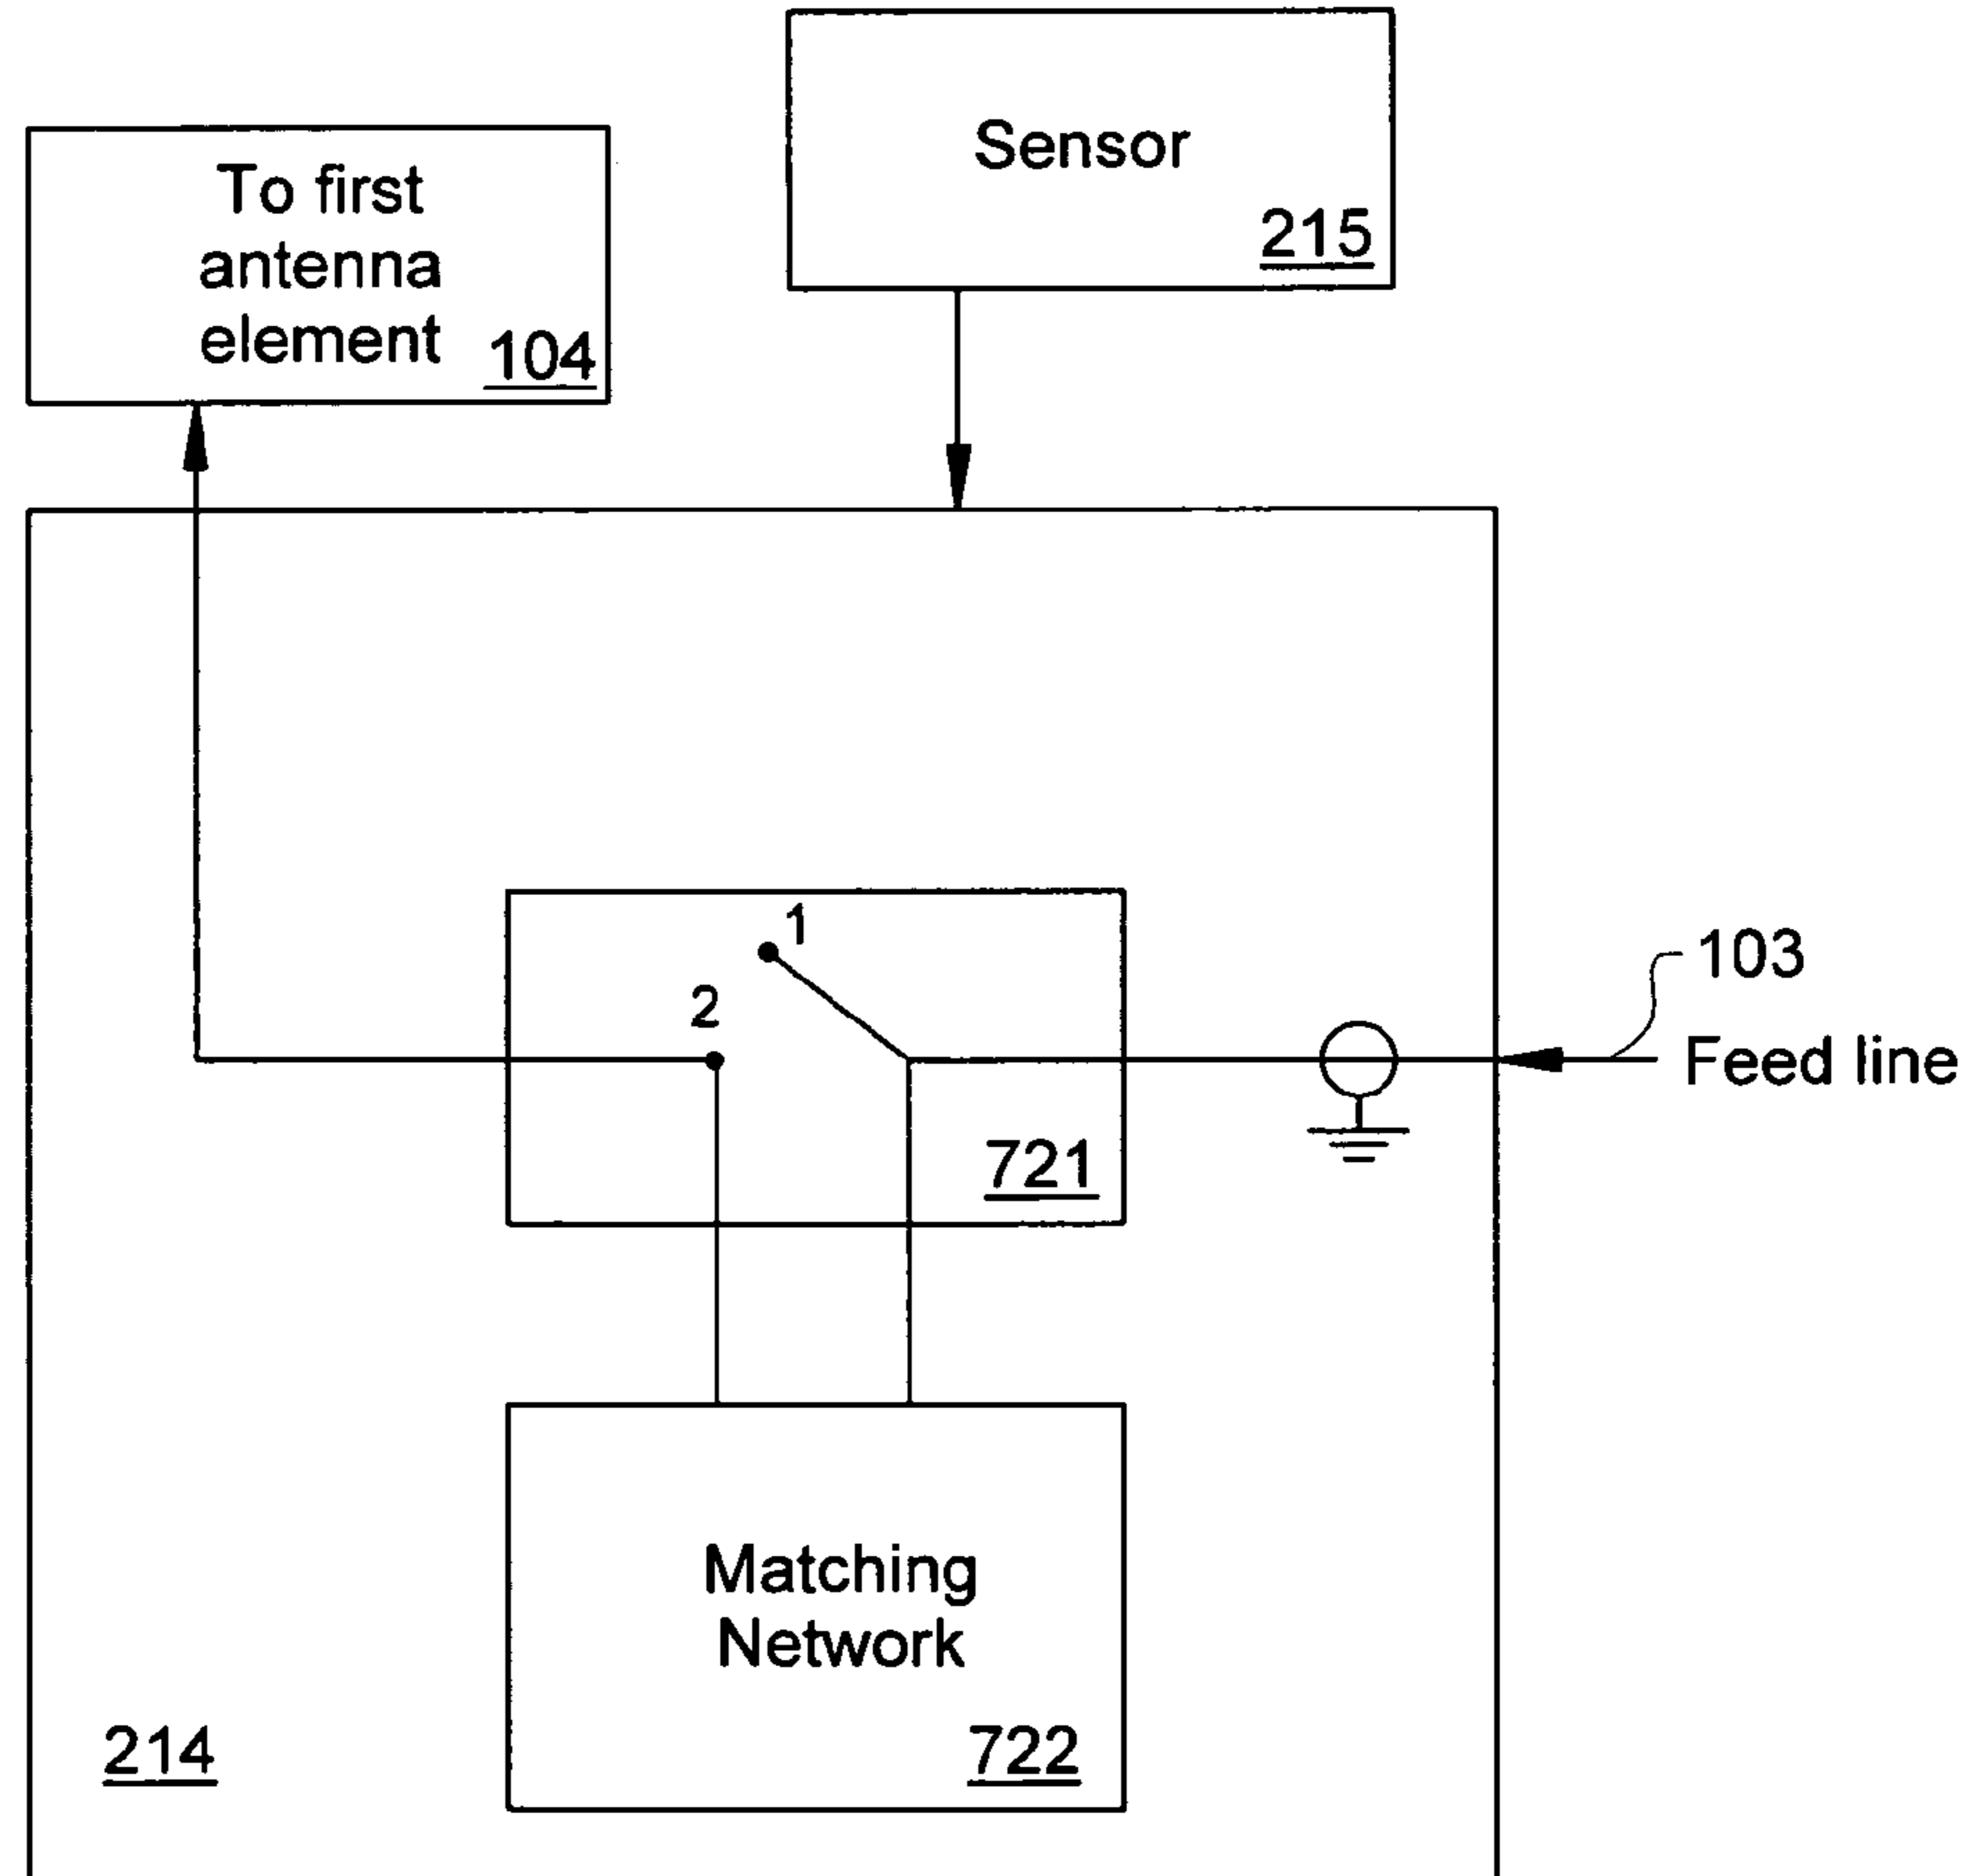 Sensor
215
To first
antenna
element 104
1
2
103
Feed line
721
Matching
Network
722
214